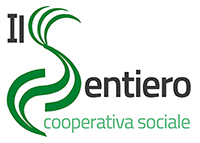 Il
Sentiero
cooperativa sociale